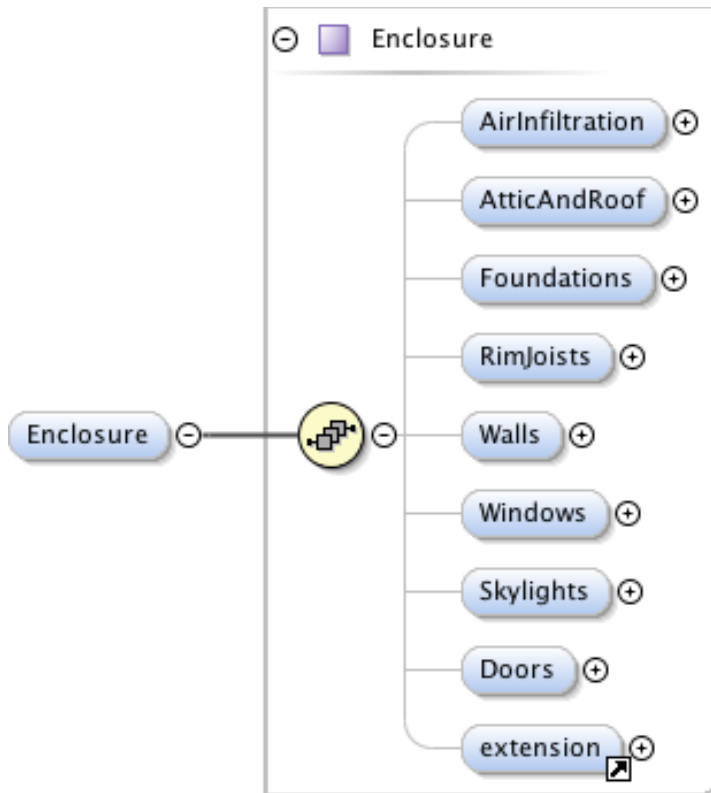 Enclosure
AirInfiltration
AtticAndRoof
Foundations
RimJoists
Enclosure
Walls
Windows
Skylights
Doors
extension